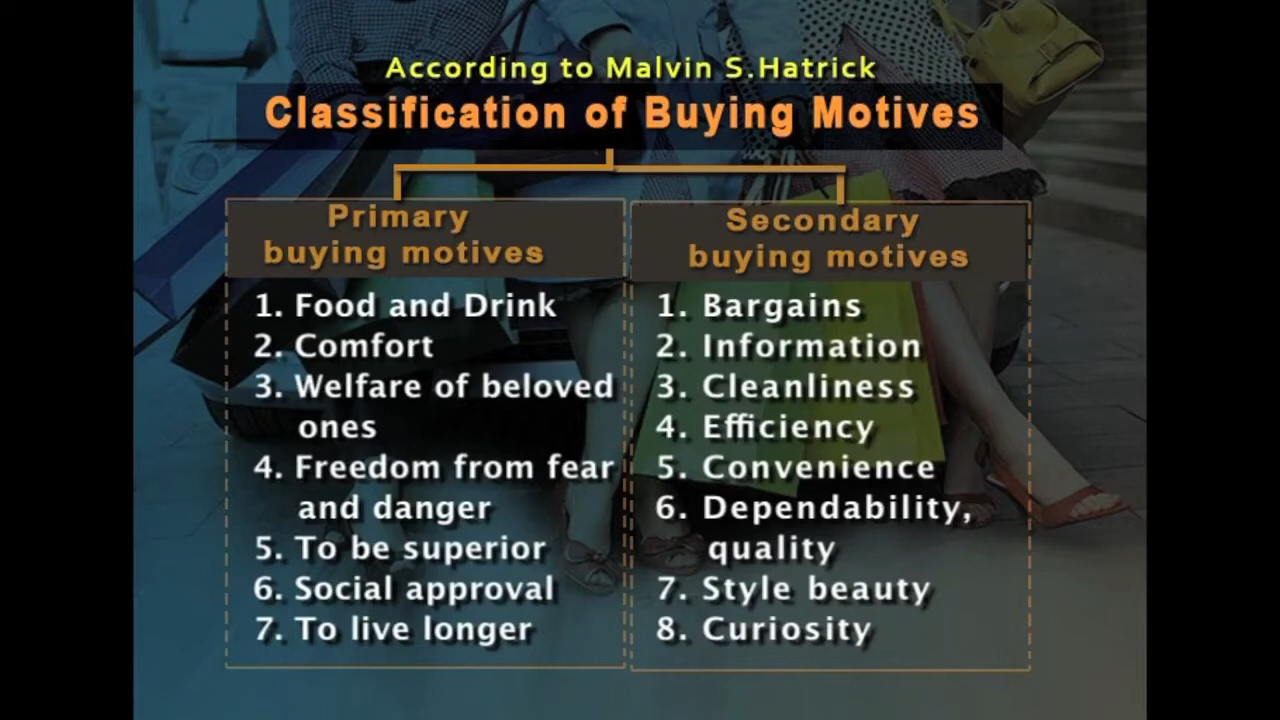 According to Malvin S.Hatrick
Classification of Buying Motives
Primary
buying motives
1. Food and Drink
2. Comfort
3. Welfare of beloved
ones
4. Freedom from fear
and danger
5. To be superior
6. Social approval
7. To live longer
Secondary
buying motives
1. Bargains
2. Information
3. Cleanliness
4. Efficiency
5. Convenience
6. Dependability,
quality
7. Style beauty
8. Curiosity